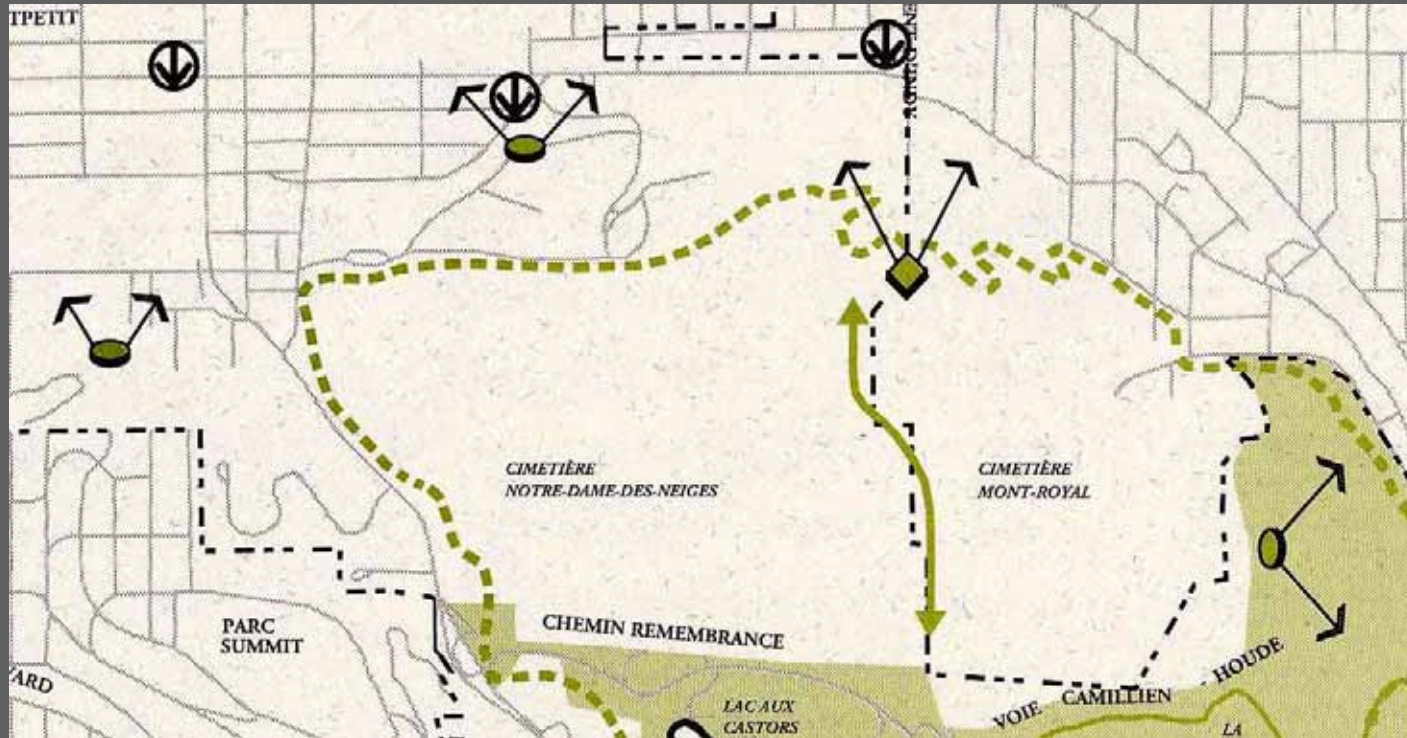 TPETIT
CIMETIÈRE
NOTRE-DAME-DES-NEIGES
CIMETIÈRE
MONT-ROYAL
PARC
SUMMIT
CHEMIN REMEMBRANCE
VOIE CAMILLIEN HOUDE
LAC AUX
CASTORS
LA